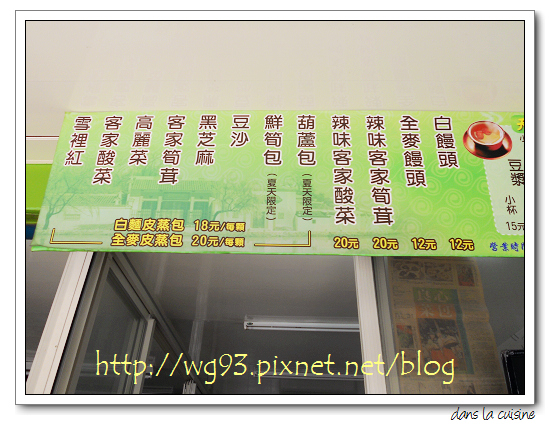 白饅頭
12元
全麥饅頭
12元
辣味客家筍茸
20元
辣味客家酸菜
20元
葫蘆包(夏天限定)
鮮筍包(夏天限定)
豆沙
黑芝麻
客家筍茸
高麗菜
客家酸菜
雪裡紅
白麵皮蒸包 18元/每顆
全麥皮蒸包 20元/每顆
豆漿
小杯
15元
營業時間
http://wg93.pixnet.net/blog
dans la cuisine